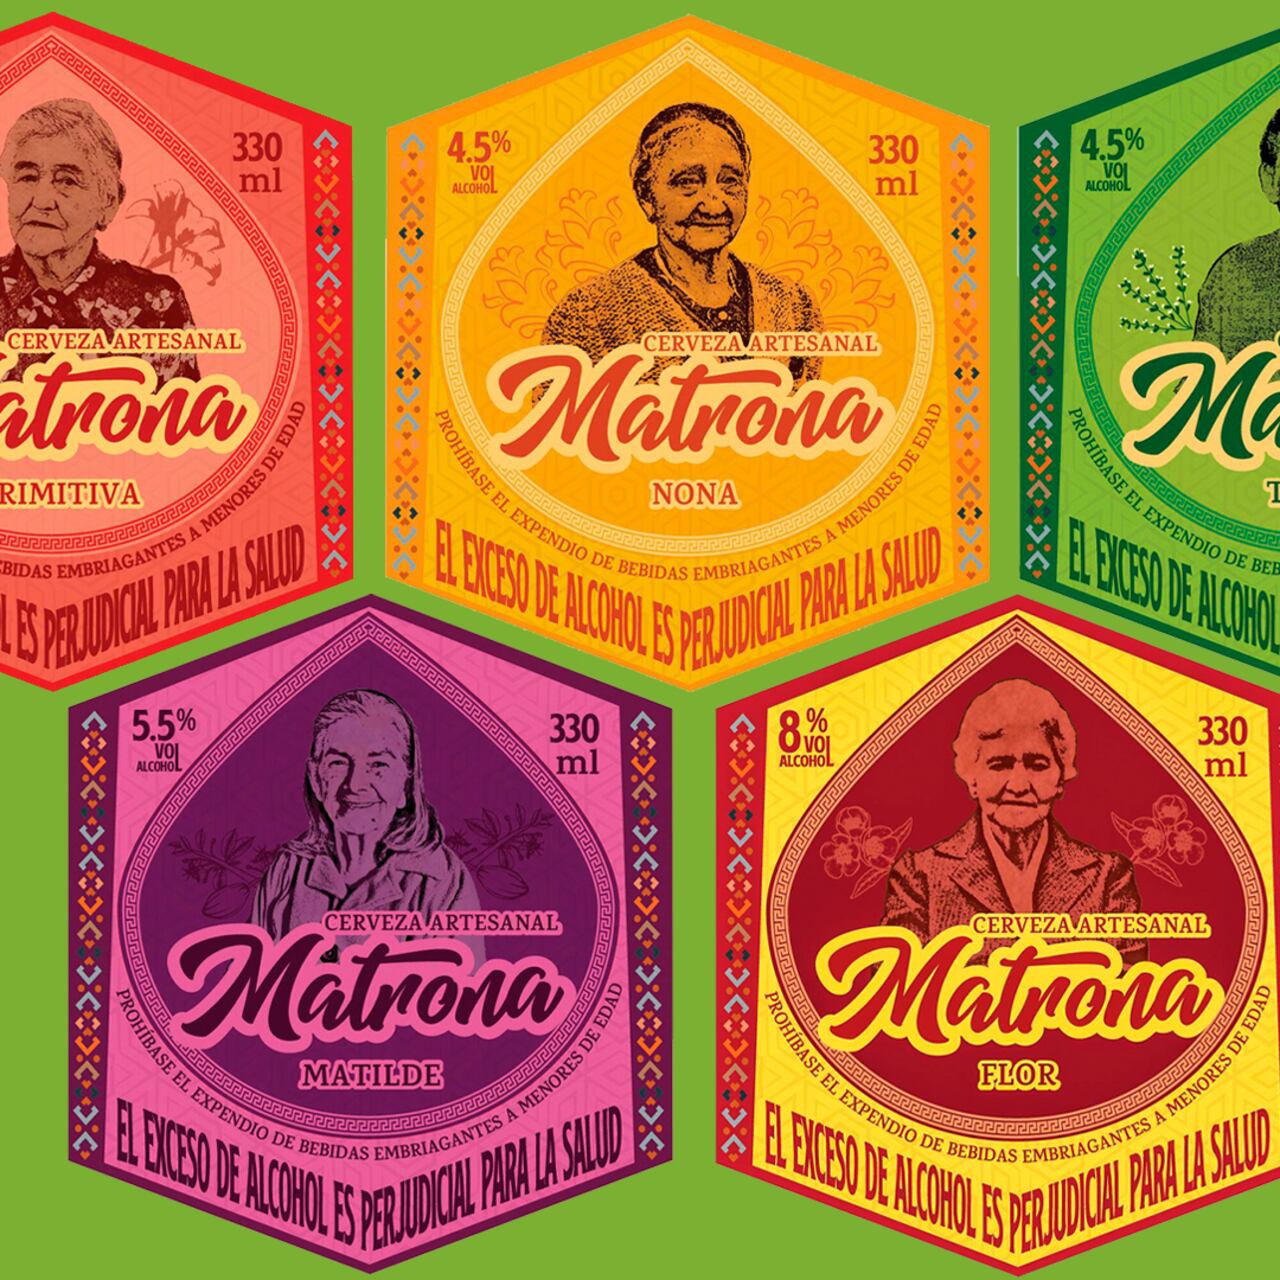 330
ml
CERVEZA ARTESANAL
atrona
RIMITIVA
EBIDAS EMBRIAGANTES A MENORES DE EDAD
L ES PERJUDICIAL PARA LA SALUD
4.5%
VOL
ALCOHOL
330
ml
CERVEZA ARTESANAL
Matrona
NONA
PROHÍBASE EL EXPENDIO DE BEBIDAS EMBRIAGANTES A MENORES DE EDAD
EL EXCESO DE ALCOHOL ES PERJUDICIAL PARA LA SALUD
4.5%
VOL
ALCOHOL
Ma
T
PROHÍBASE EL EXPENDIO DE BEB
EL EXCESO DE ALCOHOL
5.5%
VOL
ALCOHOL
330
ml
CERVEZA ARTESANAL
Matrona
MATILDE
PROHÍBASE EL EXPENDIO DE BEBIDAS EMBRIAGANTES A MENORES DE EDAD
EL EXCESO DE ALCOHOL ES PERJUDICIAL PARA LA SALUD
8%
VOL
ALCOHOL
330
ml
CERVEZA ARTESANAL
Matrona
FLOR
PROHÍBASE EL EXPENDIO DE BEBIDAS EMBRIAGANTES A MENORES DE EDAD
EL EXCESO DE ALCOHOL ES PERJUDICIAL PARA LA SALUD